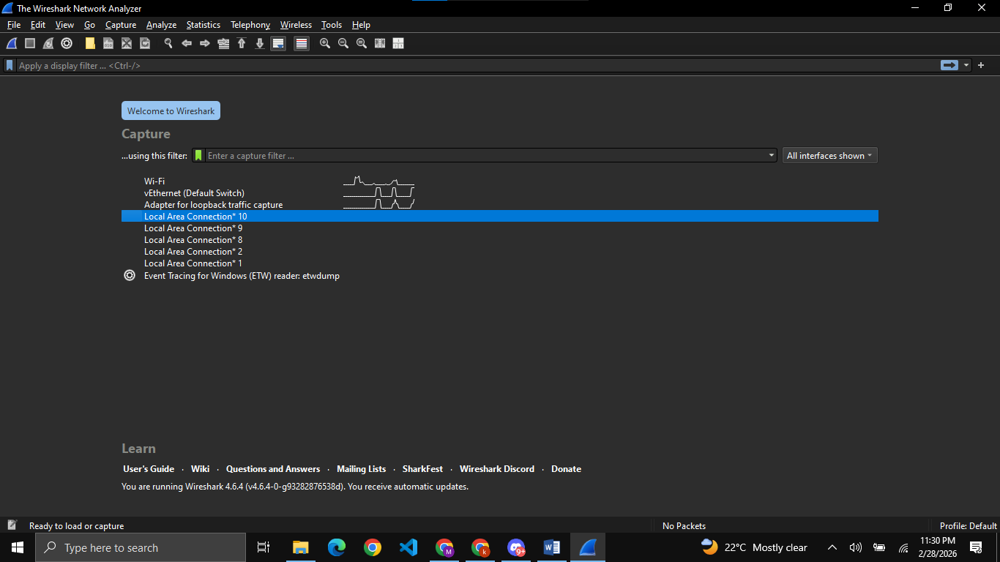 The Wireshark Network Analyzer
File Edit View Go Capture Analyze Statistics Telephony Wireless Tools Help
Apply a display filter ... <Ctrl-/>
Welcome to Wireshark
Capture
...using this filter: Enter a capture filter ... All interfaces shown
Wi-Fi
vEthernet (Default Switch)
Adapter for loopback traffic capture
Local Area Connection* 10
Local Area Connection* 9
Local Area Connection* 8
Local Area Connection* 2
Local Area Connection* 1
Event Tracing for Windows (ETW) reader: etwdump
Learn
User's Guide · Wiki · Questions and Answers · Mailing Lists · SharkFest · Wireshark Discord · Donate
You are running Wireshark 4.6.4 (v4.6.4-0-g93282876538d). You receive automatic updates.
Ready to load or capture No Packets Profile: Default
Type here to search M k 9+ 22°C Mostly clear 11:30 PM
2/28/2026